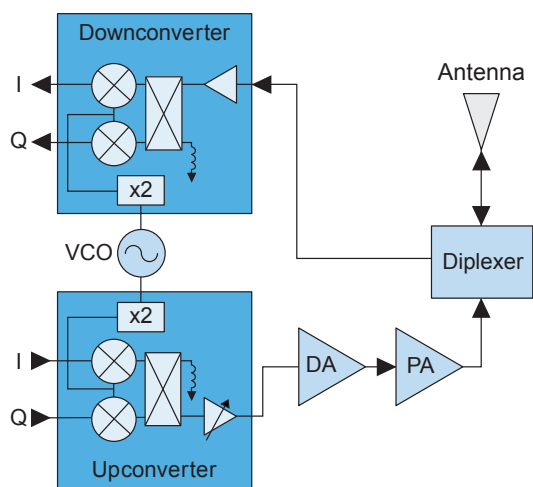 Downconverter
I
Q
x2
Antenna
VCO
Diplexer
x2
I
Q
DA
PA
Upconverter